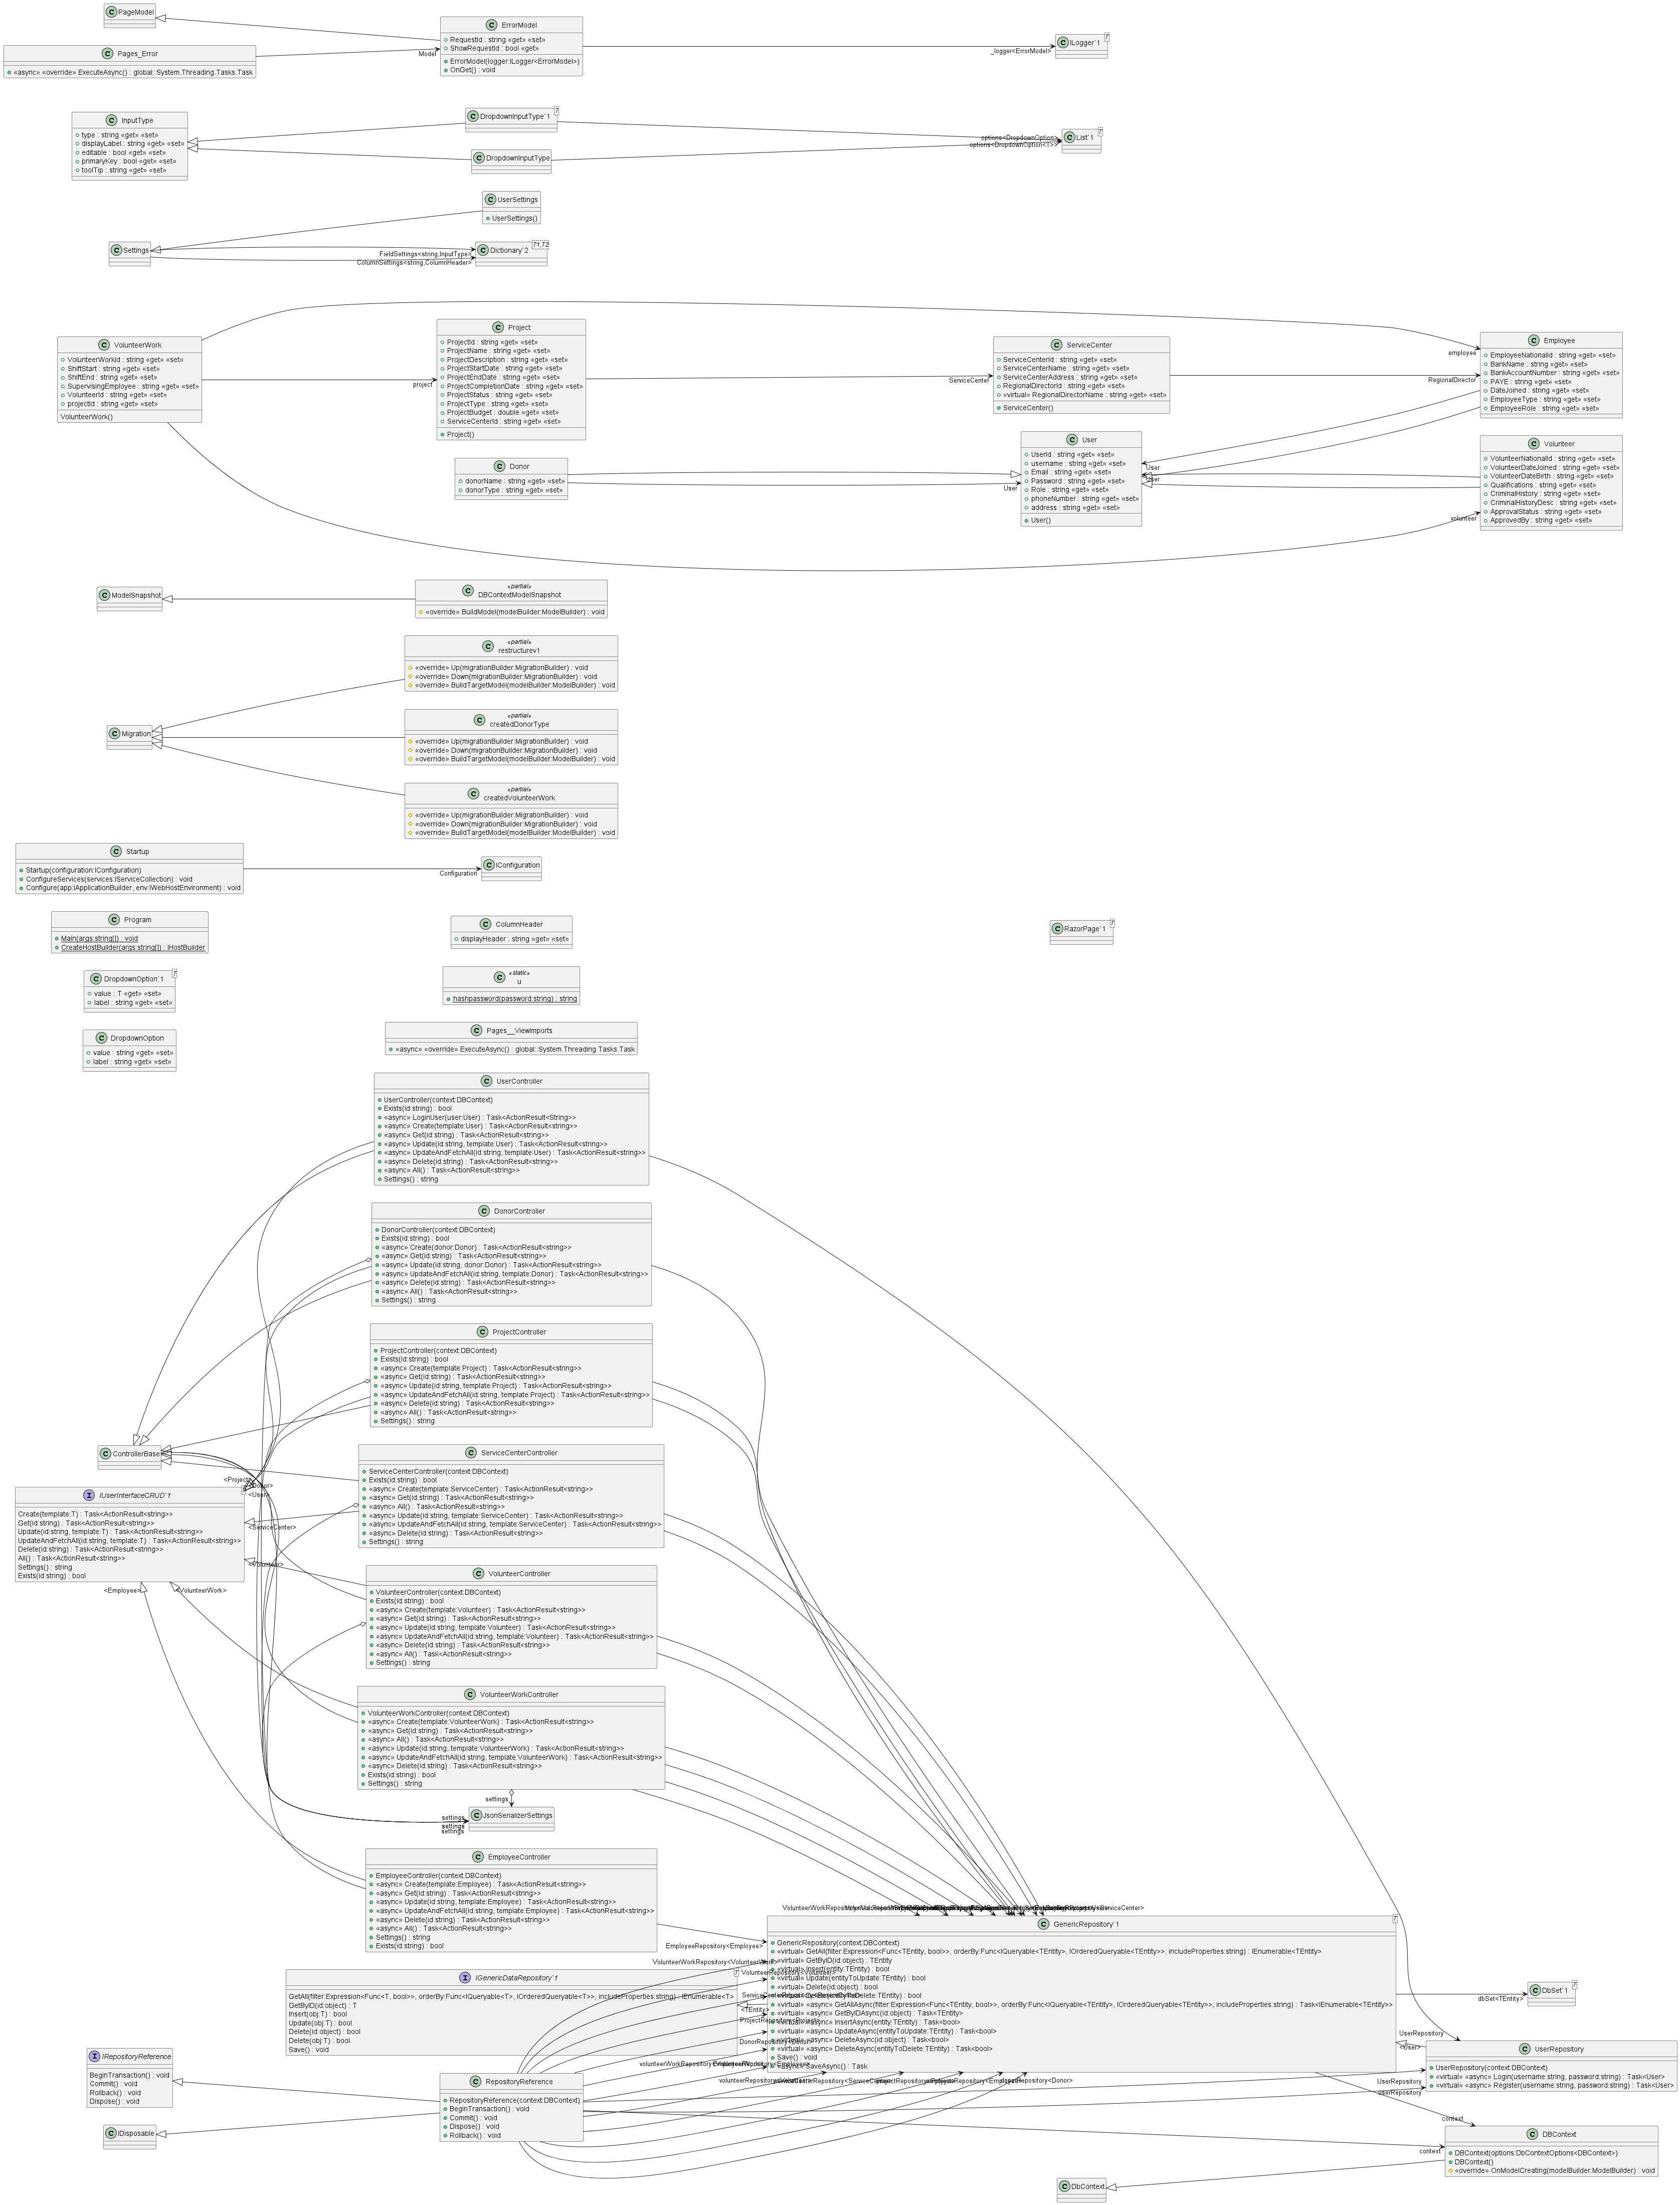 PageModel
Pages_Error
«async» «override» ExecuteAsync() : global::System.Threading.Tasks.Task
Model
ErrorModel
RequestId : string «get» «set»
ShowRequestId : bool «get»
ErrorModel(logger:ILogger<ErrorModel>)
OnGet() : void
_logger<ErrorModel>
ILogger`1
T
InputType
type : string «get» «set»
displayLabel : string «get» «set»
editable : bool «get» «set»
primaryKey : bool «get» «set»
toolTip : string «get» «set»
DropdownInputType`1
T
DropdownInputType
options<DropdownOption>
options<DropdownOption<T>>
List`1
T
UserSettings
UserSettings()
Settings
FieldSettings<string,InputType>
ColumnSettings<string,ColumnHeader>
Dictionary`2
T1,T2
VolunteerWork
VolunteerWorkId : string «get» «set»
ShiftStart : string «get» «set»
ShiftEnd : string «get» «set»
SupervisingEmployee : string «get» «set»
VolunteerId : string «get» «set»
projectId : string «get» «set»
VolunteerWork()
project
Project
ProjectId : string «get» «set»
ProjectName : string «get» «set»
ProjectDescription : string «get» «set»
ProjectStartDate : string «get» «set»
ProjectEndDate : string «get» «set»
ProjectCompletionDate : string «get» «set»
ProjectStatus : string «get» «set»
ProjectType : string «get» «set»
ProjectBudget : double «get» «set»
ServiceCenterId : string «get» «set»
Project()
ServiceCenter
ServiceCenter
ServiceCenterId : string «get» «set»
ServiceCenterName : string «get» «set»
ServiceCenterAddress : string «get» «set»
RegionalDirectorId : string «get» «set»
«virtual» RegionalDirectorName : string «get» «set»
ServiceCenter()
employee
RegionalDirector
Employee
EmployeeNationalId : string «get» «set»
BankName : string «get» «set»
BankAccountNumber : string «get» «set»
PAYE : string «get» «set»
DateJoined : string «get» «set»
EmployeeType : string «get» «set»
EmployeeRole : string «get» «set»
Donor
donorName : string «get» «set»
donorType : string «get» «set»
User
User
UserId : string «get» «set»
username : string «get» «set»
Email : string «get» «set»
Password : string «get» «set»
Role : string «get» «set»
phoneNumber : string «get» «set»
address : string «get» «set»
User()
User
User
volunteer
Volunteer
VolunteerNationalId : string «get» «set»
VolunteerDateJoined : string «get» «set»
VolunteerDateBirth : string «get» «set»
Qualifications : string «get» «set»
CriminalHistory : string «get» «set»
CriminalHistoryDesc : string «get» «set»
ApprovalStatus : string «get» «set»
ApprovedBy : string «get» «set»
ModelSnapshot
«partial»
DBContextModelSnapshot
«override» BuildModel(modelBuilder:ModelBuilder) : void
Migration
«partial»
restructurev1
«override» Up(migrationBuilder:MigrationBuilder) : void
«override» Down(migrationBuilder:MigrationBuilder) : void
«override» BuildTargetModel(modelBuilder:ModelBuilder) : void
«partial»
createdDonorType
«override» Up(migrationBuilder:MigrationBuilder) : void
«override» Down(migrationBuilder:MigrationBuilder) : void
«override» BuildTargetModel(modelBuilder:ModelBuilder) : void
«partial»
createdVolunteerWork
«override» Up(migrationBuilder:MigrationBuilder) : void
«override» Down(migrationBuilder:MigrationBuilder) : void
«override» BuildTargetModel(modelBuilder:ModelBuilder) : void
Startup
Startup(configuration:IConfiguration)
ConfigureServices(services:IServiceCollection) : void
Configure(app:IApplicationBuilder, env:IWebHostEnvironment) : void
Configuration
IConfiguration
Program
Main(args:string[]) : void
CreateHostBuilder(args:string[]) : IHostBuilder
ColumnHeader
displayHeader : string «get» «set»
RazorPage`1
T
DropdownOption`1
T
value : T «get» «set»
label : string «get» «set»
«static»
u
hashpassword(password:string) : string
DropdownOption
value : string «get» «set»
label : string «get» «set»
Pages__ViewImports
«async» «override» ExecuteAsync() : global::System.Threading.Tasks.Task
UserController
UserController(context:DBContext)
Exists(id:string) : bool
«async» LoginUser(user:User) : Task<ActionResult<String>>
«async» Create(template:User) : Task<ActionResult<string>>
«async» Get(id:string) : Task<ActionResult<string>>
«async» Update(id:string, template:User) : Task<ActionResult<string>>
«async» UpdateAndFetchAll(id:string, template:User) : Task<ActionResult<string>>
«async» Delete(id:string) : Task<ActionResult<string>>
«async» All() : Task<ActionResult<string>>
Settings() : string
DonorController
DonorController(context:DBContext)
Exists(id:string) : bool
«async» Create(donor:Donor) : Task<ActionResult<string>>
«async» Get(id:string) : Task<ActionResult<string>>
«async» Update(id:string, donor:Donor) : Task<ActionResult<string>>
«async» UpdateAndFetchAll(id:string, template:Donor) : Task<ActionResult<string>>
«async» Delete(id:string) : Task<ActionResult<string>>
«async» All() : Task<ActionResult<string>>
Settings() : string
ProjectController
ProjectController(context:DBContext)
Exists(id:string) : bool
«async» Create(template:Project) : Task<ActionResult<string>>
«async» Get(id:string) : Task<ActionResult<string>>
«async» Update(id:string, template:Project) : Task<ActionResult<string>>
«async» UpdateAndFetchAll(id:string, template:Project) : Task<ActionResult<string>>
«async» Delete(id:string) : Task<ActionResult<string>>
«async» All() : Task<ActionResult<string>>
Settings() : string
ControllerBase
ServiceCenterController
ServiceCenterController(context:DBContext)
Exists(id:string) : bool
«async» Create(template:ServiceCenter) : Task<ActionResult<string>>
«async» Get(id:string) : Task<ActionResult<string>>
«async» All() : Task<ActionResult<string>>
«async» Update(id:string, template:ServiceCenter) : Task<ActionResult<string>>
«async» UpdateAndFetchAll(id:string, template:ServiceCenter) : Task<ActionResult<string>>
«async» Delete(id:string) : Task<ActionResult<string>>
Settings() : string
IUserInterfaceCRUD`1
Create(template:T) : Task<ActionResult<string>>
Get(id:string) : Task<ActionResult<string>>
Update(id:string, template:T) : Task<ActionResult<string>>
UpdateAndFetchAll(id:string, template:T) : Task<ActionResult<string>>
Delete(id:string) : Task<ActionResult<string>>
All() : Task<ActionResult<string>>
Settings() : string
Exists(id:string) : bool
<User>
<ServiceCenter>
<Volunteer>
<Employee>
<VolunteerWork>
VolunteerController
VolunteerController(context:DBContext)
Exists(id:string) : bool
«async» Create(template:Volunteer) : Task<ActionResult<string>>
«async» Get(id:string) : Task<ActionResult<string>>
«async» Update(id:string, template:Volunteer) : Task<ActionResult<string>>
«async» UpdateAndFetchAll(id:string, template:Volunteer) : Task<ActionResult<string>>
«async» Delete(id:string) : Task<ActionResult<string>>
«async» All() : Task<ActionResult<string>>
Settings() : string
VolunteerWorkController
VolunteerWorkController(context:DBContext)
«async» Create(template:VolunteerWork) : Task<ActionResult<string>>
«async» Get(id:string) : Task<ActionResult<string>>
«async» All() : Task<ActionResult<string>>
«async» Update(id:string, template:VolunteerWork) : Task<ActionResult<string>>
«async» UpdateAndFetchAll(id:string, template:VolunteerWork) : Task<ActionResult<string>>
«async» Delete(id:string) : Task<ActionResult<string>>
Exists(id:string) : bool
Settings() : string
settings
settings
settings
settings
JsonSerializerSettings
EmployeeController
EmployeeController(context:DBContext)
«async» Create(template:Employee) : Task<ActionResult<string>>
«async» Get(id:string) : Task<ActionResult<string>>
«async» Update(id:string, template:Employee) : Task<ActionResult<string>>
«async» UpdateAndFetchAll(id:string, template:Employee) : Task<ActionResult<string>>
«async» Delete(id:string) : Task<ActionResult<string>>
«async» All() : Task<ActionResult<string>>
Settings() : string
Exists(id:string) : bool
EmployeeRepository<Employee>
GenericRepository`1
T
GenericRepository(context:DBContext)
«virtual» GetAll(filter:Expression<Func<TEntity, bool>>, orderBy:Func<IQueryable<TEntity>, IOrderedQueryable<TEntity>>, includeProperties:string) : IEnumerable<TEntity>
«virtual» GetByID(id:object) : TEntity
«virtual» Insert(entity:TEntity) : bool
«virtual» Update(entityToUpdate:TEntity) : bool
«virtual» Delete(id:object) : bool
«virtual» Delete(entityToDelete:TEntity) : bool
«virtual» «async» GetAllAsync(filter:Expression<Func<TEntity, bool>>, orderBy:Func<IQueryable<TEntity>, IOrderedQueryable<TEntity>>, includeProperties:string) : Task<IEnumerable<TEntity>>
«virtual» «async» GetByIDAsync(id:object) : Task<TEntity>
«virtual» «async» InsertAsync(entity:TEntity) : Task<bool>
«virtual» «async» UpdateAsync(entityToUpdate:TEntity) : Task<bool>
«virtual» «async» DeleteAsync(id:object) : Task<bool>
«virtual» «async» DeleteAsync(entityToDelete:TEntity) : Task<bool>
Save() : void
«async» SaveAsync() : Task
IGenericDataRepository`1
T
GetAll(filter:Expression<Func<T, bool>>, orderBy:Func<IQueryable<T>, IOrderedQueryable<T>>, includeProperties:string) : IEnumerable<T>
GetByID(id:object) : T
Insert(obj:T) : bool
Update(obj:T) : bool
Delete(id:object) : bool
Delete(obj:T) : bool
Save() : void
<TEntity>
dbSet<TEntity>
DbSet`1
T
IRepositoryReference
BeginTransaction() : void
Commit() : void
Rollback() : void
Dispose() : void
IDisposable
RepositoryReference
RepositoryReference(context:DBContext)
BeginTransaction() : void
Commit() : void
Dispose() : void
Rollback() : void
UserRepository
<User>
UserRepository
userRepository
UserRepository
UserRepository(context:DBContext)
«virtual» «async» Login(username:string, password:string) : Task<User>
«virtual» «async» Register(username:string, password:string) : Task<User>
context
context
DBContext
DBContext(options:DbContextOptions<DBContext>)
DBContext()
«override» OnModelCreating(modelBuilder:ModelBuilder) : void
DbContext